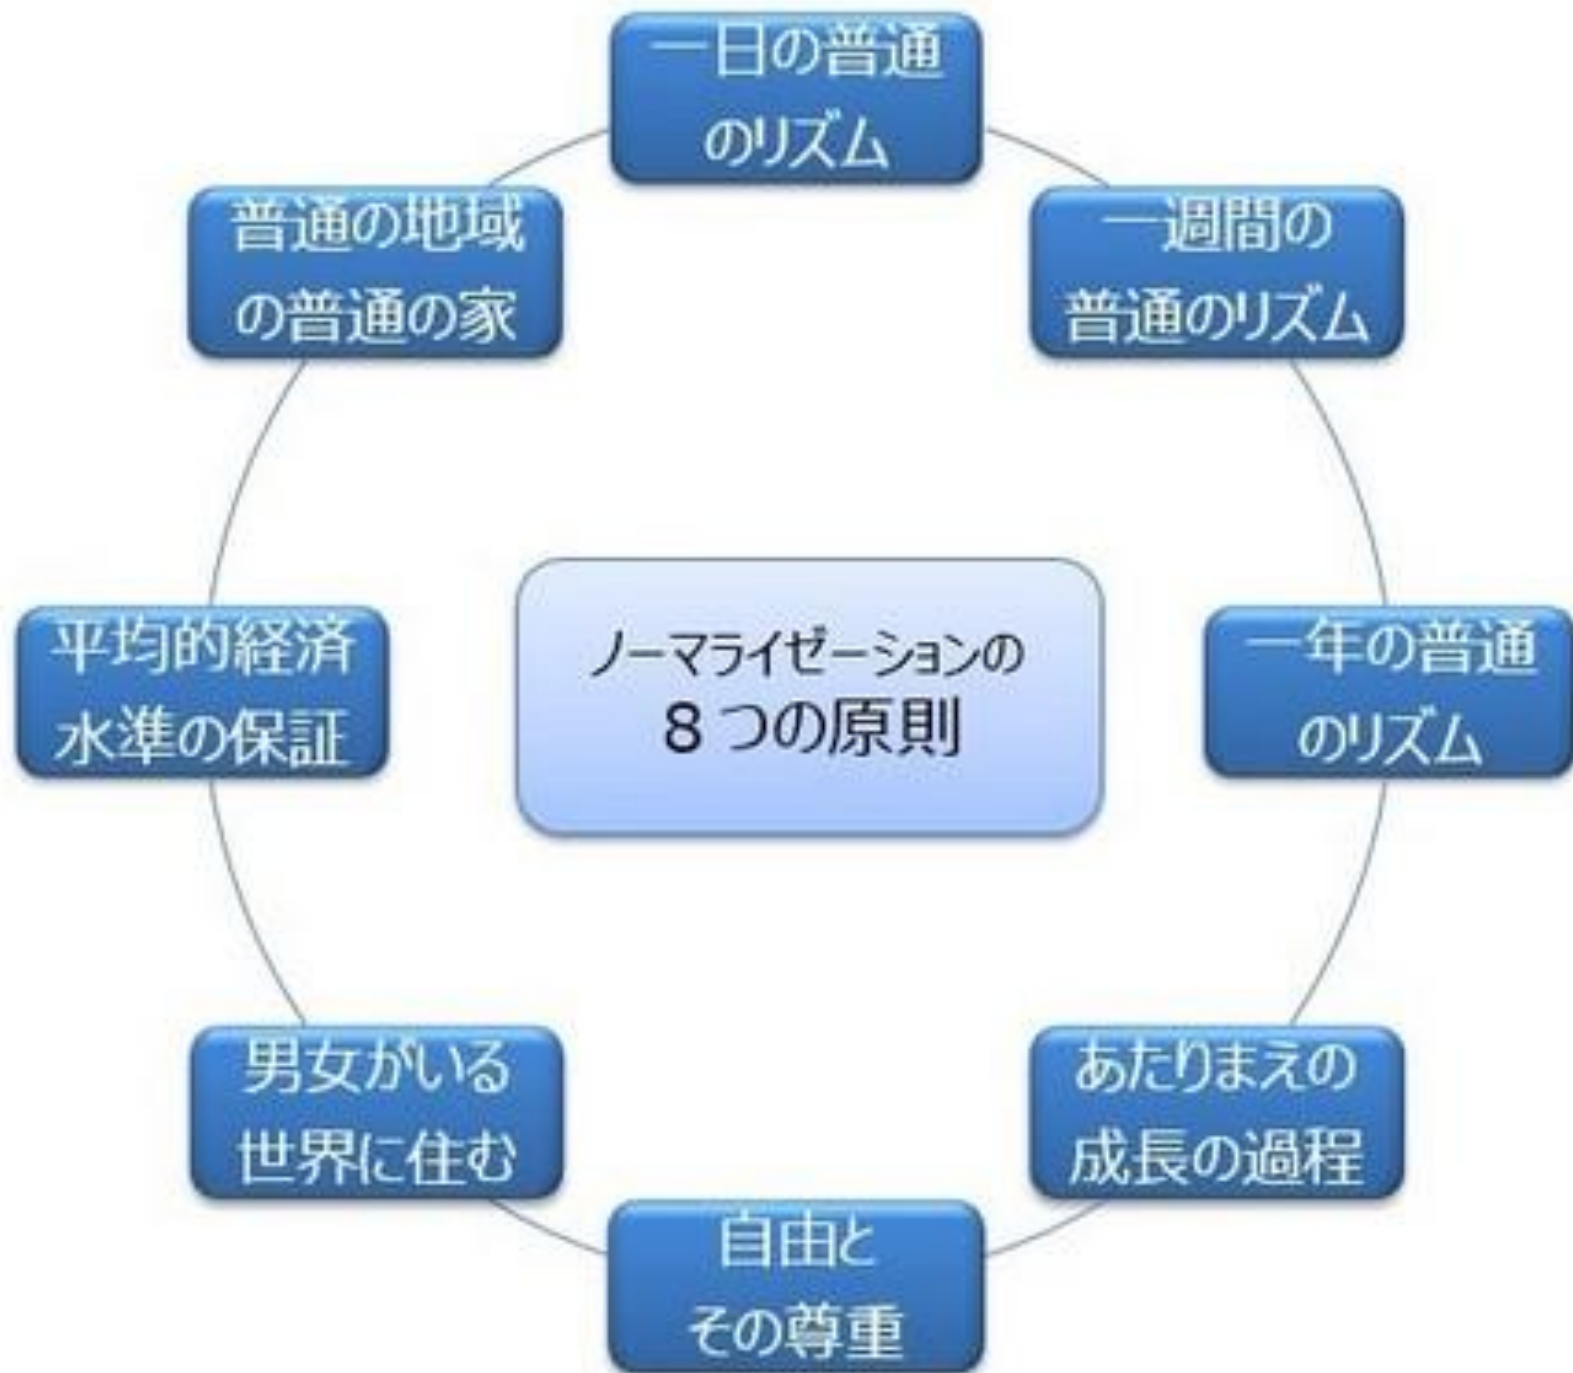 一日の普通
のリズム
一週間の
普通のリズム
一年の普通
のリズム
あたりまえの
成長の過程
自由と
その尊重
男女がいる
世界に住む
平均的経済
水準の保証
普通の地域
の普通の家
ノーマライゼーションの
8つの原則